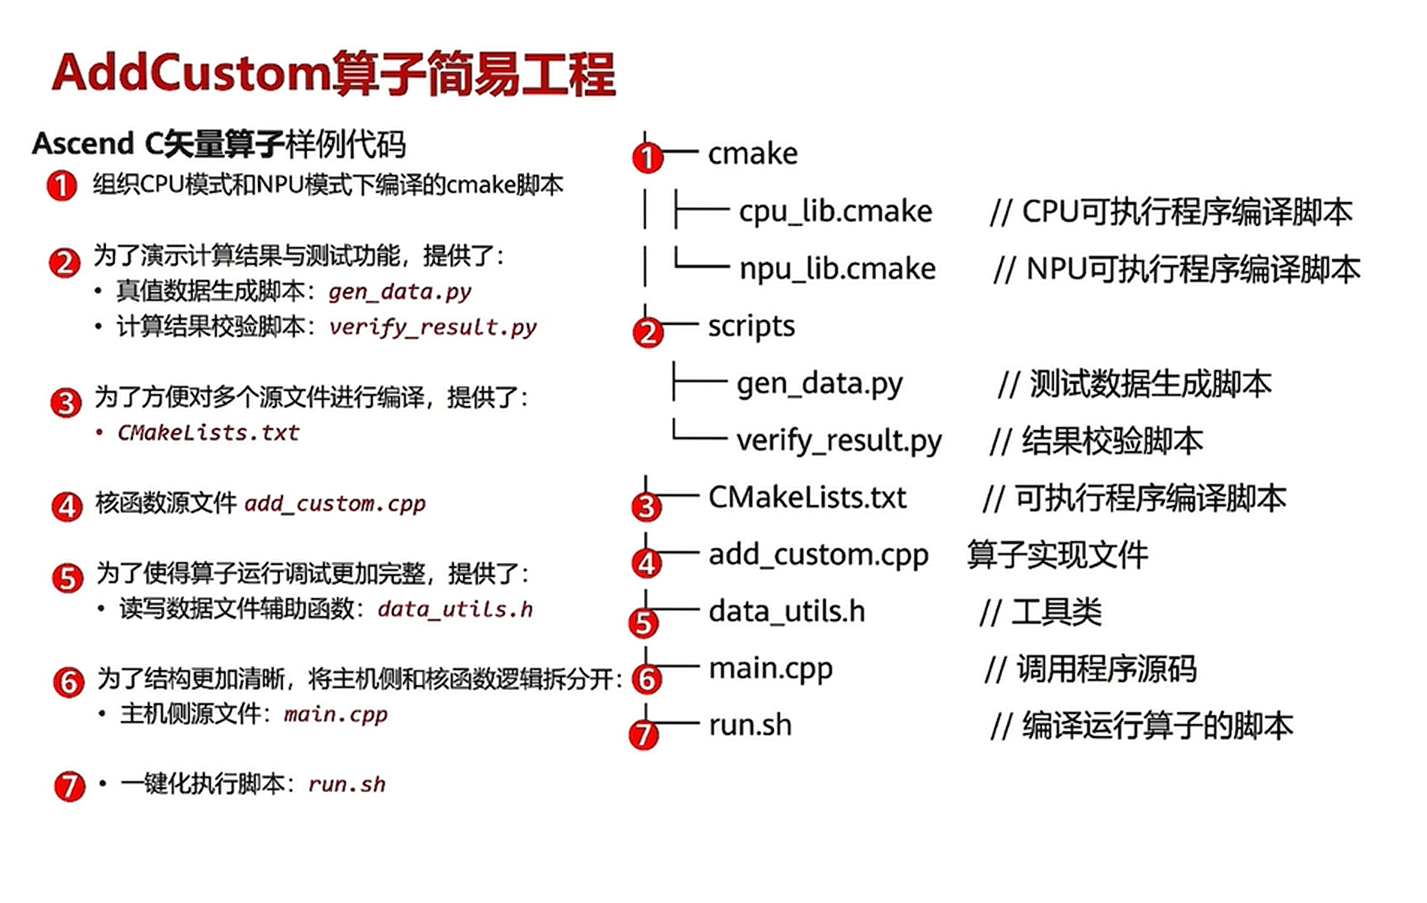 AddCustom算子简易工程
Ascend C矢量算子样例代码
1 组织CPU模式和NPU模式下编译的cmake脚本
2 为了演示计算结果与测试功能，提供了：
• 真值数据生成脚本：gen_data.py
• 计算结果校验脚本：verify_result.py
3 为了方便对多个源文件进行编译，提供了：
• CMakeLists.txt
4 核函数源文件 add_custom.cpp
5 为了使得算子运行调试更加完整，提供了：
• 读写数据文件辅助函数：data_utils.h
6 为了结构更加清晰，将主机侧和核函数逻辑拆分开：
• 主机侧源文件：main.cpp
7 • 一键化执行脚本：run.sh
1 cmake
cpu_lib.cmake // CPU可执行程序编译脚本
npu_lib.cmake // NPU可执行程序编译脚本
2 scripts
gen_data.py // 测试数据生成脚本
verify_result.py // 结果校验脚本
3 CMakeLists.txt // 可执行程序编译脚本
4 add_custom.cpp 算子实现文件
5 data_utils.h // 工具类
6 main.cpp // 调用程序源码
7 run.sh // 编译运行算子的脚本